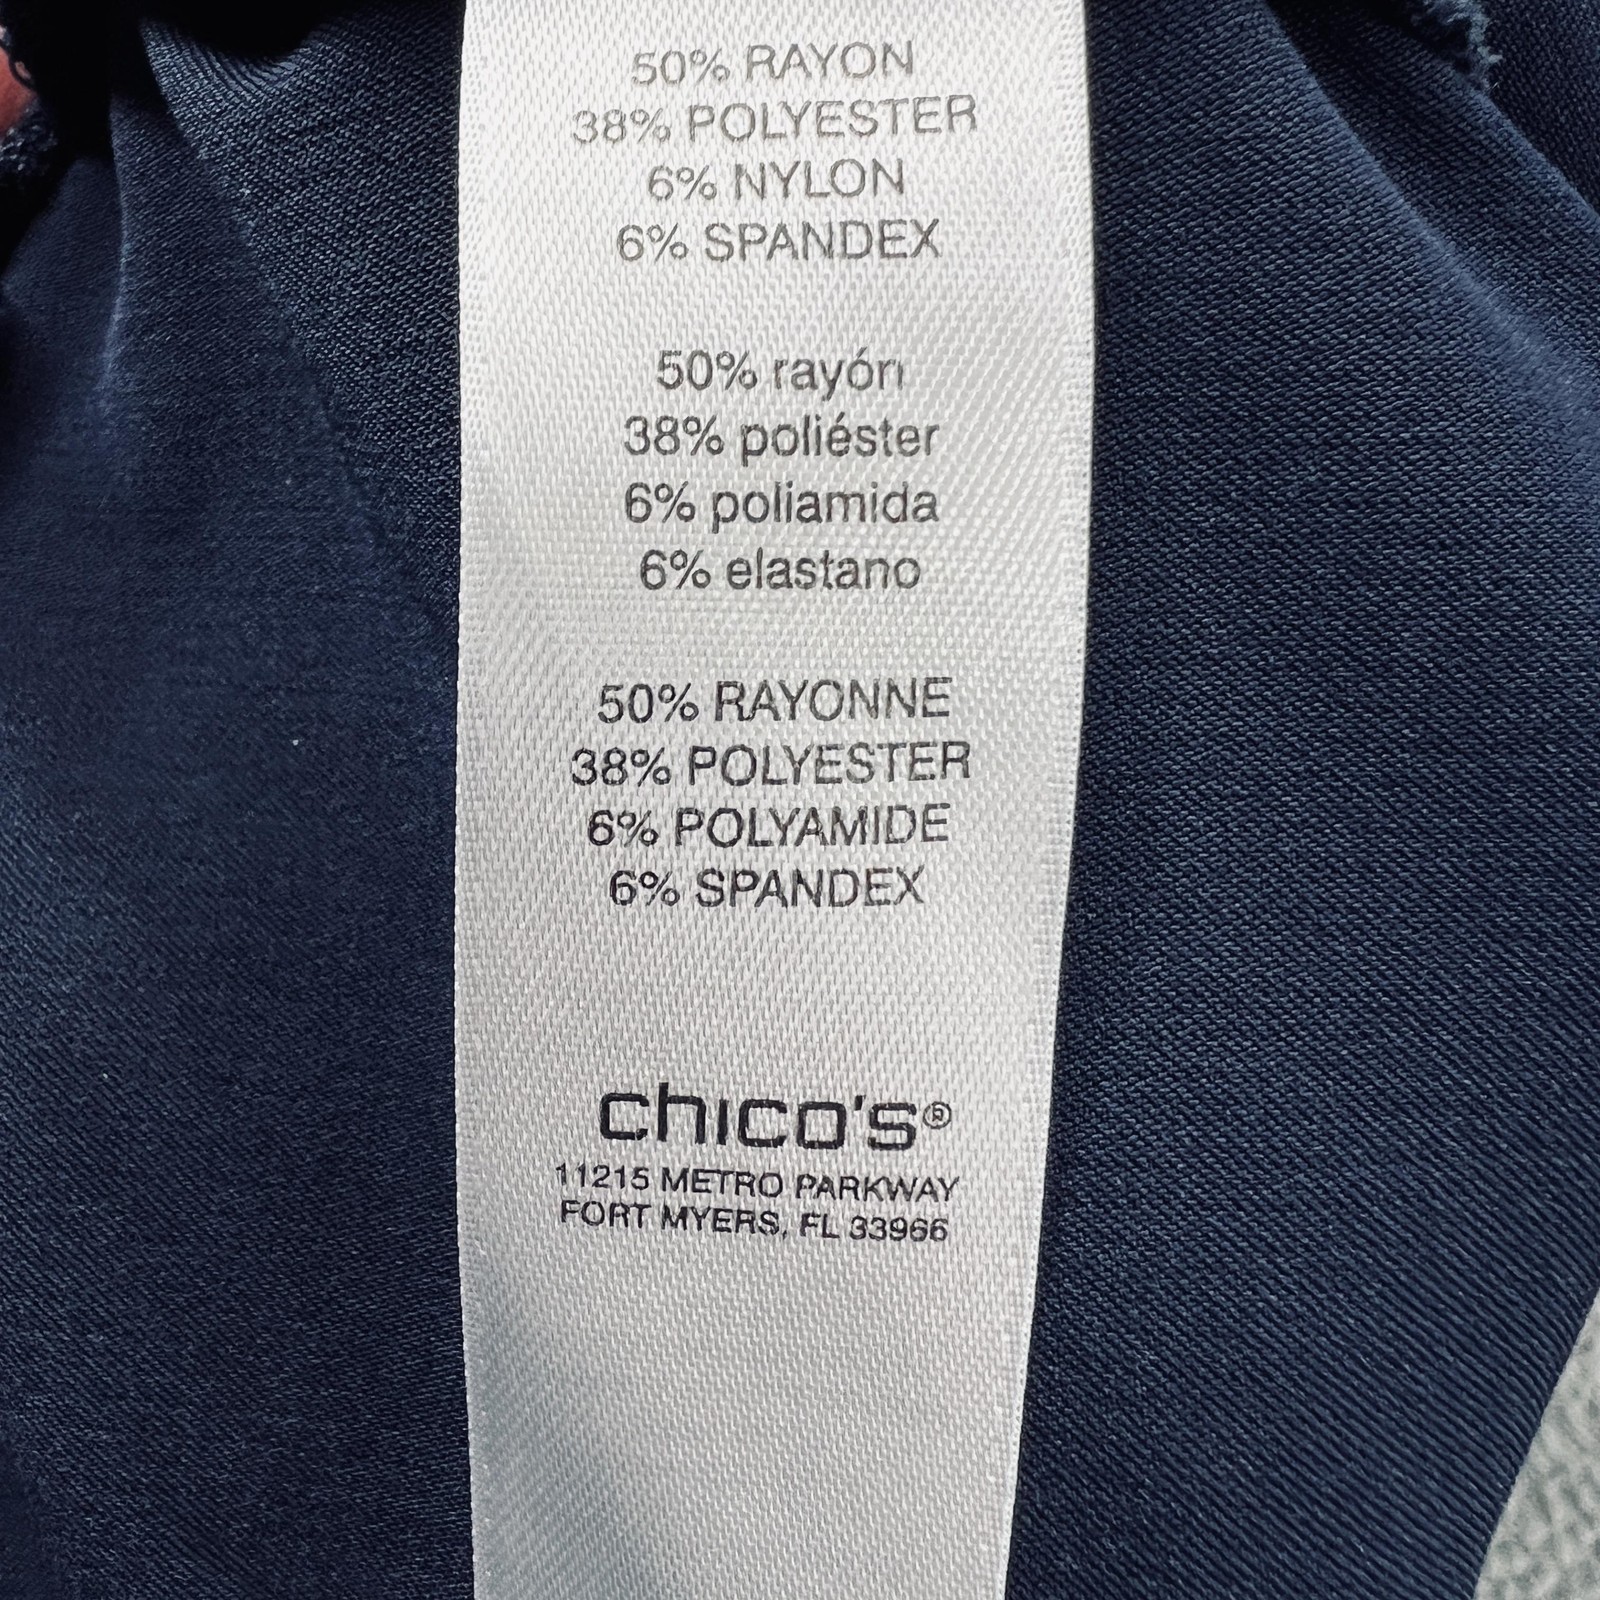 50% RAYON
38% POLYESTER
6% NYLON
6% SPANDEX
50% rayón
38% poliéster
6% poliamida
6% elastano
50% RAYONNE
38% POLYESTER
6% POLYAMIDE
6% SPANDEX
chico's®
11215 METRO PARKWAY
FORT MYERS, FL 33966